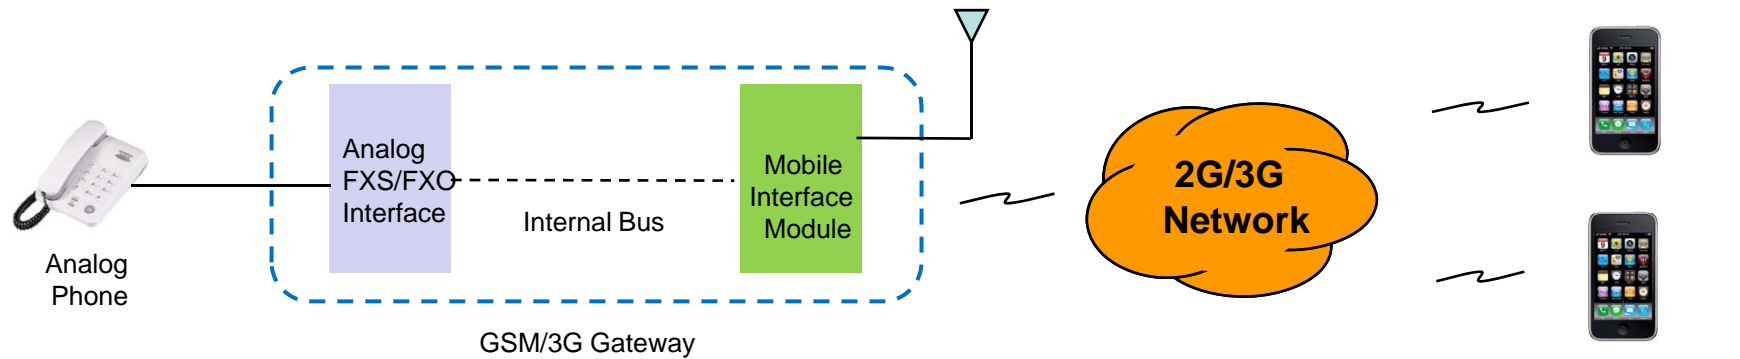 Analog
Phone
Analog
FXS/FXO
Interface
Internal Bus
Mobile
Interface
Module
GSM/3G Gateway
2G/3G
Network